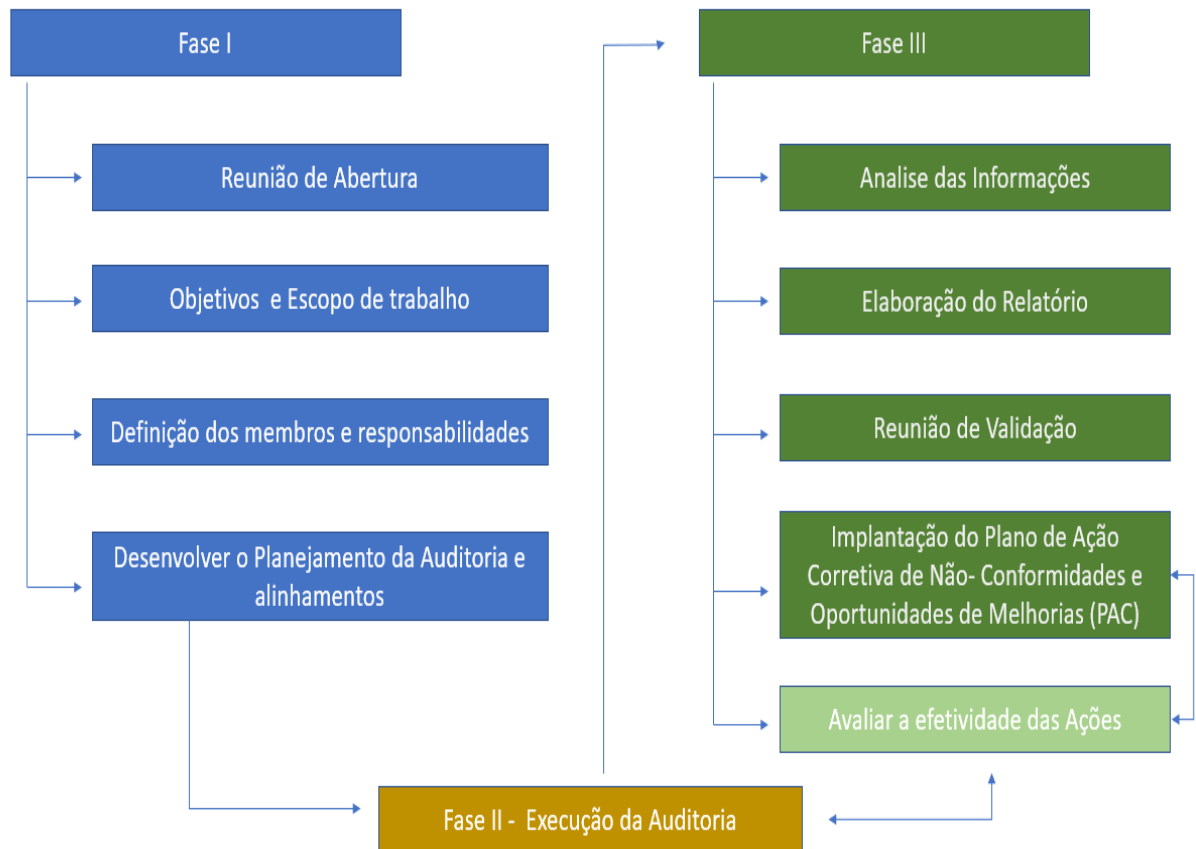 Fase I
Reunião de Abertura
Objetivos e Escopo de trabalho
Definição dos membros e responsabilidades
Desenvolver o Planejamento da Auditoria e
alinhamentos
Fase II - Execução da Auditoria
Fase III
Analise das Informações
Elaboração do Relatório
Reunião de Validação
Implantação do Plano de Ação
Corretiva de Não- Conformidades e
Oportunidades de Melhorias (PAC)
Avaliar a efetividade das Ações